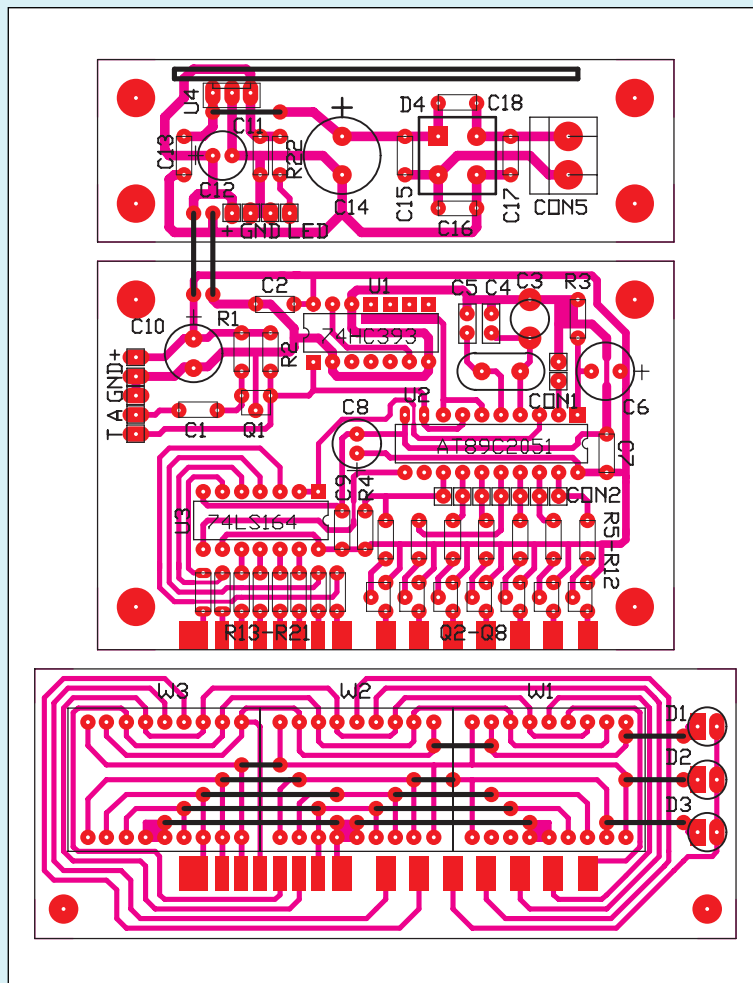 U4
C13
C11
C12
R22
+
C14
D4
C18
C15
C16
C17
CON5
+ GND LED
C10
+
R1
R2
C2
U1
74HC393
C5
C4
C3
R3
+
C6
CON1
U2
AT89C2051
C7
T A GND+
C1
Q1
C8
+
C9
R4
U3
74LS164
CON2
R5-R12
R13-R21
Q2-Q8
W3
W2
W1
D1
D2
D3